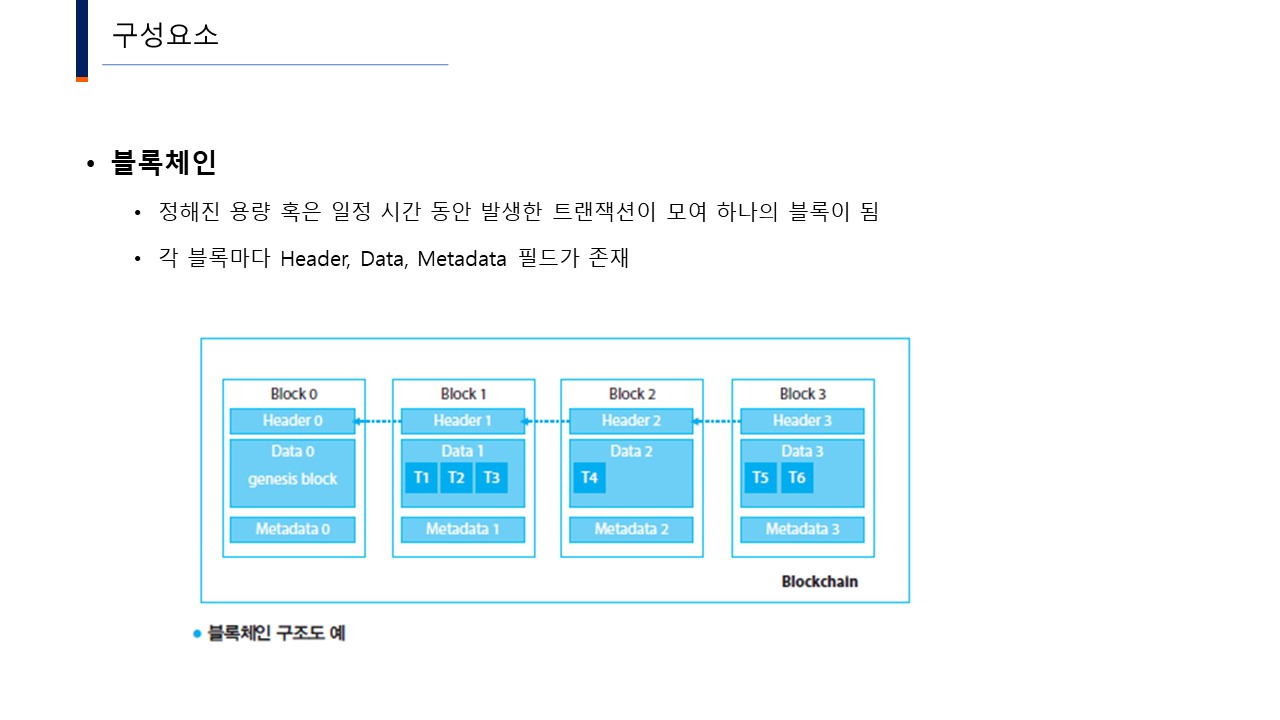 구성요소
• 블록체인
• 정해진 용량 혹은 일정 시간 동안 발생한 트랜잭션이 모여 하나의 블록이 됨
• 각 블록마다 Header, Data, Metadata 필드가 존재
Block 0 Block 1 Block 2 Block 3
Header 0 Header 1 Header 2 Header 3
Data 0 Data 1 Data 2 Data 3
genesis block T1 T2 T3 T4 T5 T6
Metadata 0 Metadata 1 Metadata 2 Metadata 3
Blockchain
• 블록체인 구조도 예